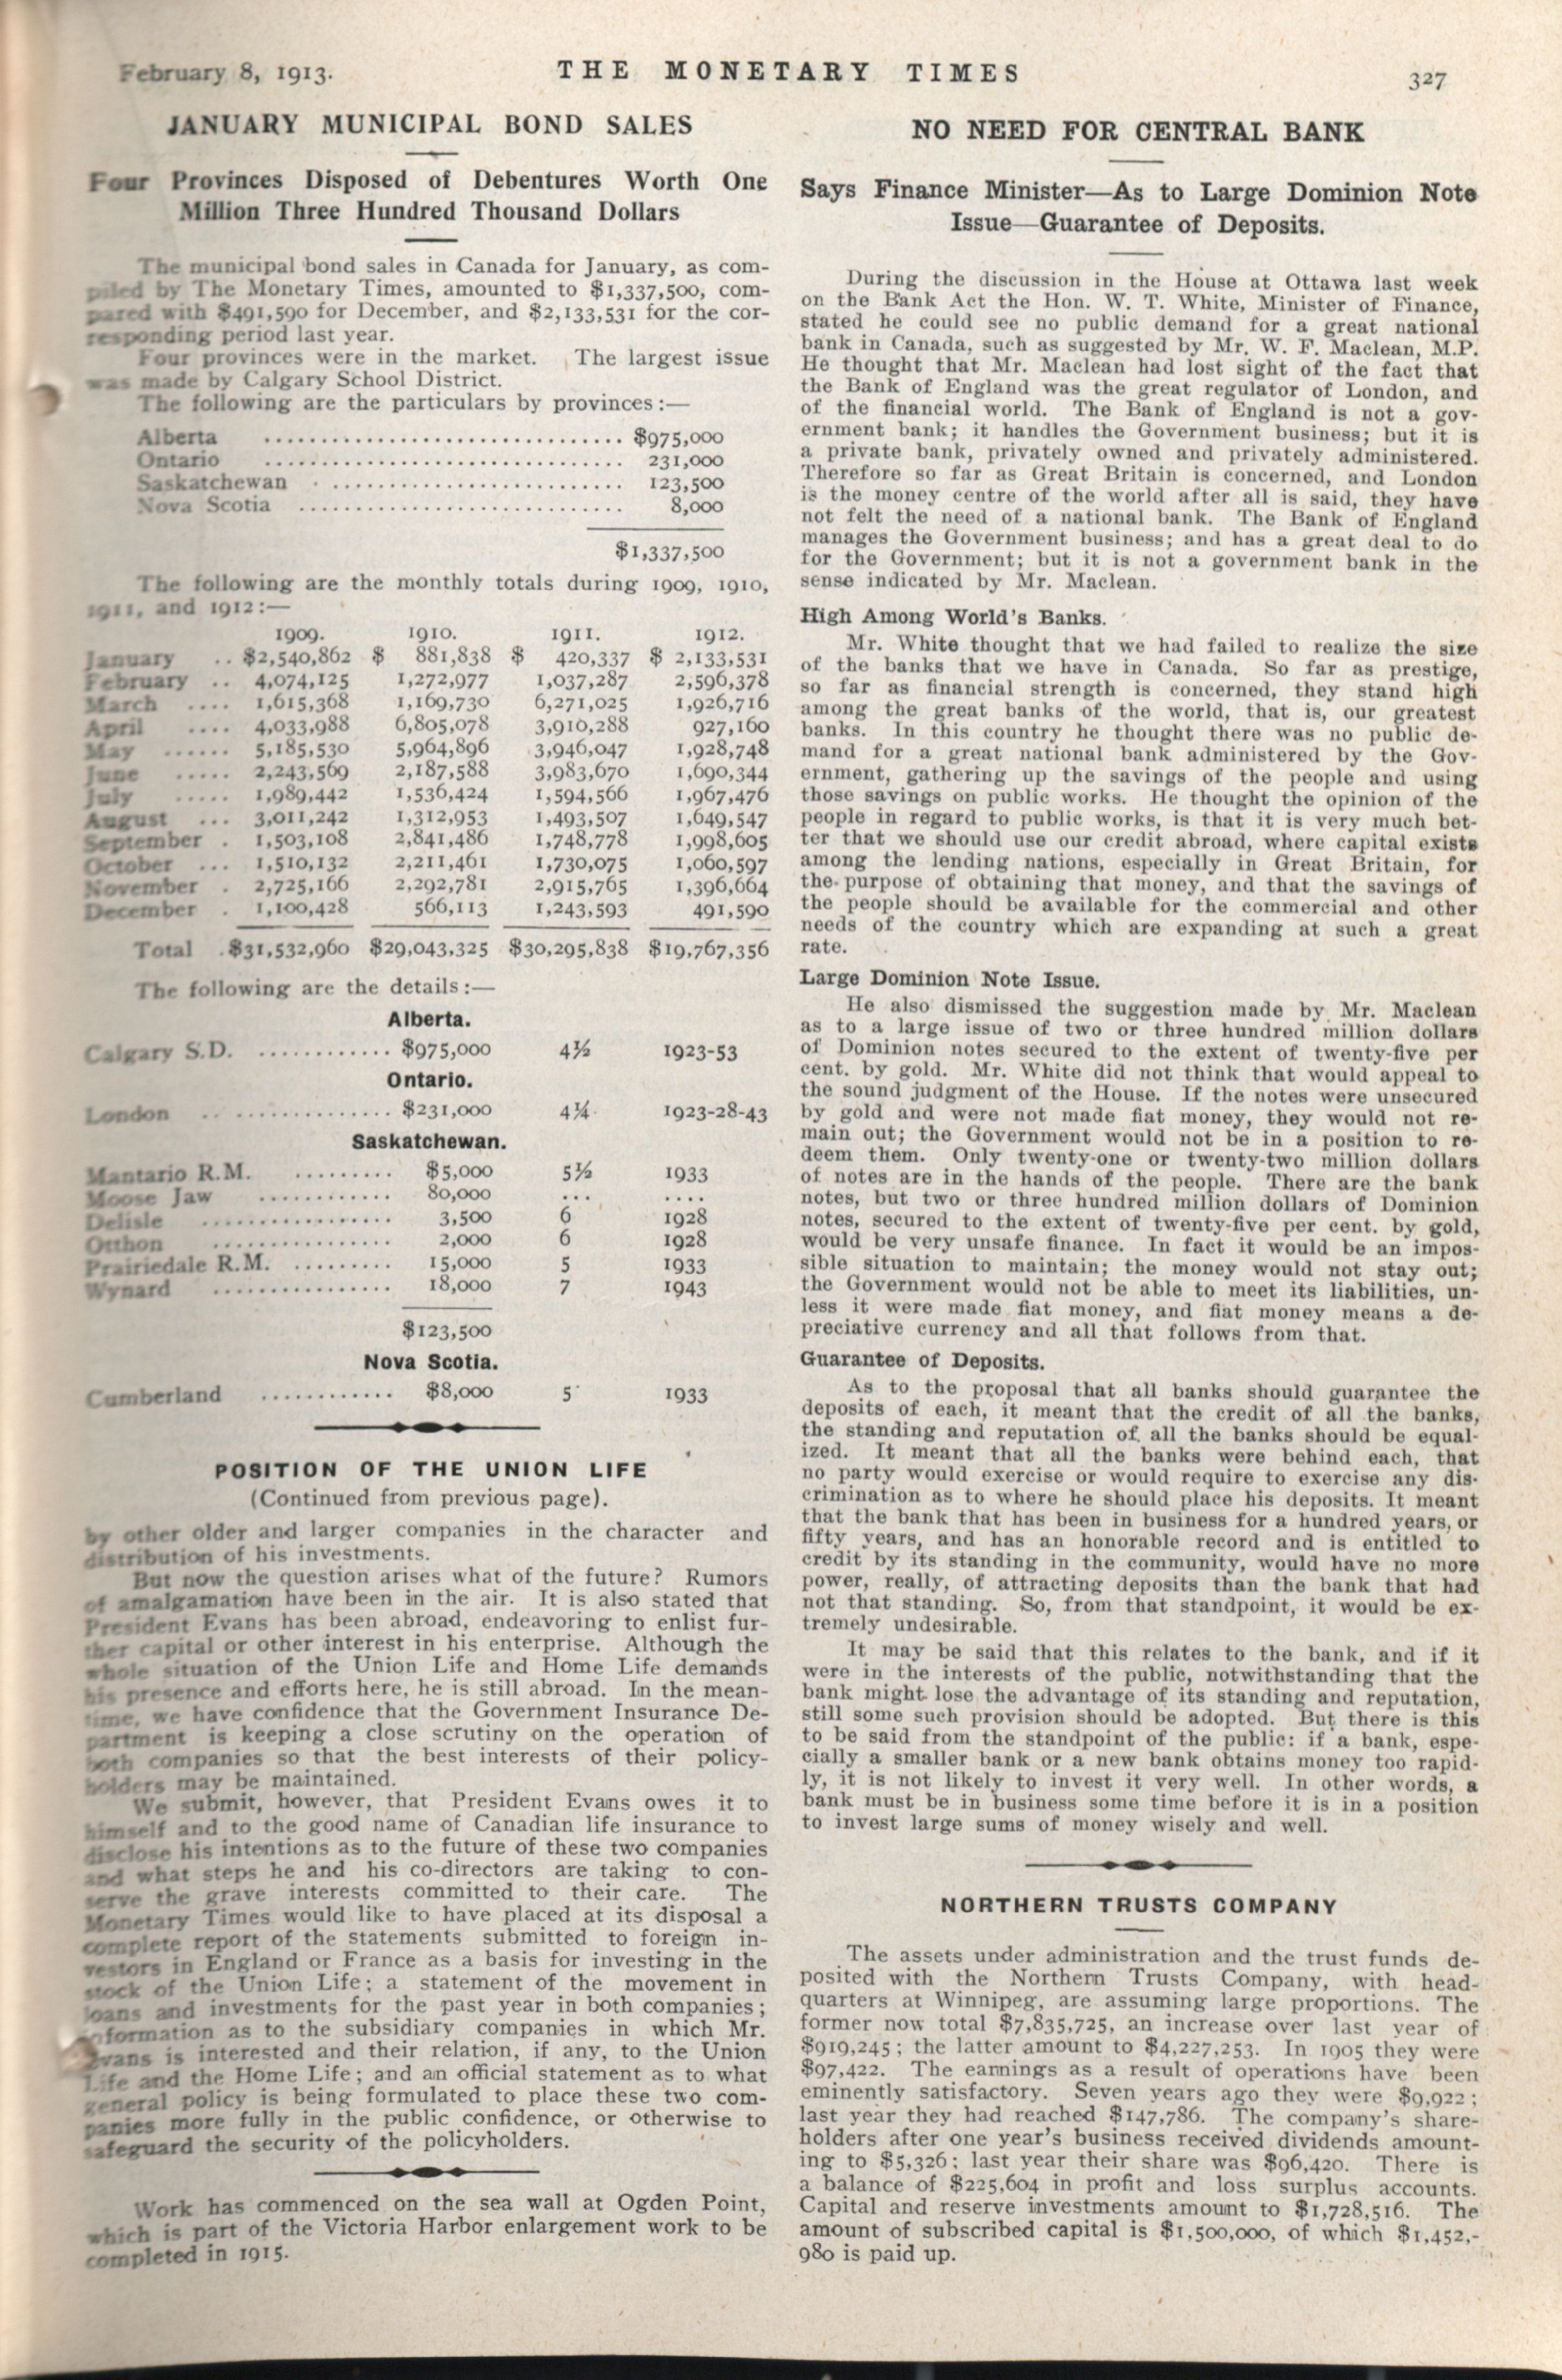 February 8, 1913.
THE MONETARY TIMES
327
JANUARY MUNICIPAL BOND SALES
Four Provinces Disposed of Debentures Worth One
Million Three Hundred Thousand Dollars
The municipal bond sales in Canada for January, as com-
piled by The Monetary Times, amounted to $1,337,500, com-
pared with $491,590 for December, and $2,133,531 for the cor-
responding period last year.
Four provinces were in the market. The largest issue
was made by Calgary School District.
The following are the particulars by provinces:—
Alberta ................................ $975,000
Ontario ................................ 231,000
Saskatchewan . ........................... 123,500
Nova Scotia ............................. 8,000
$1,337,500
The following are the monthly totals during 1909, 1910,
1911, and 1912:—
1909. 1910. 1911. 1912.
January .. $2,540,862 $ 881,838 $ 420,337 $ 2,133,531
February .. 4,074,125 1,272,977 1,037,287 2,596,378
March .... 1,615,368 1,169,730 6,271,025 1,926,716
April .... 4,033,988 6,805,078 3,910,288 927,160
May ...... 5,185,530 5,964,896 3,946,047 1,928,748
June ..... 2,243,569 2,187,588 3,983,670 1,690,344
July ..... 1,989,442 1,536,424 1,594,566 1,967,476
August ... 3,011,242 1,312,953 1,493,507 1,649,547
September . 1,503,108 2,841,486 1,748,778 1,998,605
October ... 1,510,132 2,211,461 1,730,075 1,060,597
November . 2,725,166 2,292,781 2,915,765 1,396,664
December . 1,100,428 566,113 1,243,593 491,590
Total .$31,532,960 $29,043,325 $30,295,838 $19,767,356
The following are the details:—
Alberta.
Calgary S.D. ............ $975,000 4½ 1923-53
Ontario.
London .. .............. $231,000 4¼ 1923-28-43
Saskatchewan.
Mantario R.M. ......... $5,000 5½ 1933
Moose Jaw ............ 80,000 ... ....
Delisle ................. 3,500 6 1928
Otthon ................ 2,000 6 1928
Prairiedale R.M. ......... 15,000 5 1933
Wynard ................ 18,000 7 1943
$123,500
Nova Scotia.
Cumberland ............ $8,000 5 1933
POSITION OF THE UNION LIFE
(Continued from previous page).
by other older and larger companies in the character and
distribution of his investments.
But now the question arises what of the future? Rumors
of amalgamation have been in the air. It is also stated that
President Evans has been abroad, endeavoring to enlist fur-
ther capital or other interest in his enterprise. Although the
whole situation of the Union Life and Home Life demands
his presence and efforts here, he is still abroad. In the mean-
time, we have confidence that the Government Insurance De-
partment is keeping a close scrutiny on the operation of
both companies so that the best interests of their policy-
holders may be maintained.
We submit, however, that President Evans owes it to
himself and to the good name of Canadian life insurance to
disclose his intentions as to the future of these two companies
and what steps he and his co-directors are taking to con-
serve the grave interests committed to their care. The
Monetary Times would like to have placed at its disposal a
complete report of the statements submitted to foreign in-
vestors in England or France as a basis for investing in the
stock of the Union Life; a statement of the movement in
loans and investments for the past year in both companies;
information as to the subsidiary companies in which Mr.
Evans is interested and their relation, if any, to the Union
Life and the Home Life; and an official statement as to what
general policy is being formulated to place these two com-
panies more fully in the public confidence, or otherwise to
safeguard the security of the policyholders.
Work has commenced on the sea wall at Ogden Point,
which is part of the Victoria Harbor enlargement work to be
completed in 1915.
NO NEED FOR CENTRAL BANK
Says Finance Minister—As to Large Dominion Note
Issue—Guarantee of Deposits.
During the discussion in the House at Ottawa last week
on the Bank Act the Hon. W. T. White, Minister of Finance,
stated he could see no public demand for a great national
bank in Canada, such as suggested by Mr. W. F. Maclean, M.P.
He thought that Mr. Maclean had lost sight of the fact that
the Bank of England was the great regulator of London, and
of the financial world. The Bank of England is not a gov-
ernment bank; it handles the Government business; but it is
a private bank, privately owned and privately administered.
Therefore so far as Great Britain is concerned, and London
is the money centre of the world after all is said, they have
not felt the need of a national bank. The Bank of England
manages the Government business; and has a great deal to do
for the Government; but it is not a government bank in the
sense indicated by Mr. Maclean.
High Among World's Banks.
Mr. White thought that we had failed to realize the size
of the banks that we have in Canada. So far as prestige,
so far as financial strength is concerned, they stand high
among the great banks of the world, that is, our greatest
banks. In this country he thought there was no public de-
mand for a great national bank administered by the Gov-
ernment, gathering up the savings of the people and using
those savings on public works. He thought the opinion of the
people in regard to public works, is that it is very much bet-
ter that we should use our credit abroad, where capital exists
among the lending nations, especially in Great Britain, for
the purpose of obtaining that money, and that the savings of
the people should be available for the commercial and other
needs of the country which are expanding at such a great
rate.
Large Dominion Note Issue.
He also dismissed the suggestion made by Mr. Maclean
as to a large issue of two or three hundred million dollars
of Dominion notes secured to the extent of twenty-five per
cent. by gold. Mr. White did not think that would appeal to
the sound judgment of the House. If the notes were unsecured
by gold and were not made fiat money, they would not re-
main out; the Government would not be in a position to re-
deem them. Only twenty-one or twenty-two million dollars
of notes are in the hands of the people. There are the bank
notes, but two or three hundred million dollars of Dominion
notes, secured to the extent of twenty-five per cent. by gold,
would be very unsafe finance. In fact it would be an impos-
sible situation to maintain; the money would not stay out;
the Government would not be able to meet its liabilities, un-
less it were made fiat money, and fiat money means a de-
preciative currency and all that follows from that.
Guarantee of Deposits.
As to the proposal that all banks should guarantee the
deposits of each, it meant that the credit of all the banks,
the standing and reputation of all the banks should be equal-
ized. It meant that all the banks were behind each, that
no party would exercise or would require to exercise any dis-
crimination as to where he should place his deposits. It meant
that the bank that has been in business for a hundred years, or
fifty years, and has an honorable record and is entitled to
credit by its standing in the community, would have no more
power, really, of attracting deposits than the bank that had
not that standing. So, from that standpoint, it would be ex-
tremely undesirable.
It may be said that this relates to the bank, and if it
were in the interests of the public, notwithstanding that the
bank might lose the advantage of its standing and reputation,
still some such provision should be adopted. But there is this
to be said from the standpoint of the public: if a bank, espe-
cially a smaller bank or a new bank obtains money too rapid-
ly, it is not likely to invest it very well. In other words, a
bank must be in business some time before it is in a position
to invest large sums of money wisely and well.
NORTHERN TRUSTS COMPANY
The assets under administration and the trust funds de-
posited with the Northern Trusts Company, with head-
quarters at Winnipeg, are assuming large proportions. The
former now total $7,835,725, an increase over last year of
$919,245; the latter amount to $4,227,253. In 1905 they were
$97,422. The earnings as a result of operations have been
eminently satisfactory. Seven years ago they were $9,922;
last year they had reached $147,786. The company's share-
holders after one year's business received dividends amount-
ing to $5,326; last year their share was $96,420. There is
a balance of $225,604 in profit and loss surplus accounts.
Capital and reserve investments amount to $1,728,516. The
amount of subscribed capital is $1,500,000, of which $1,452,-
980 is paid up.